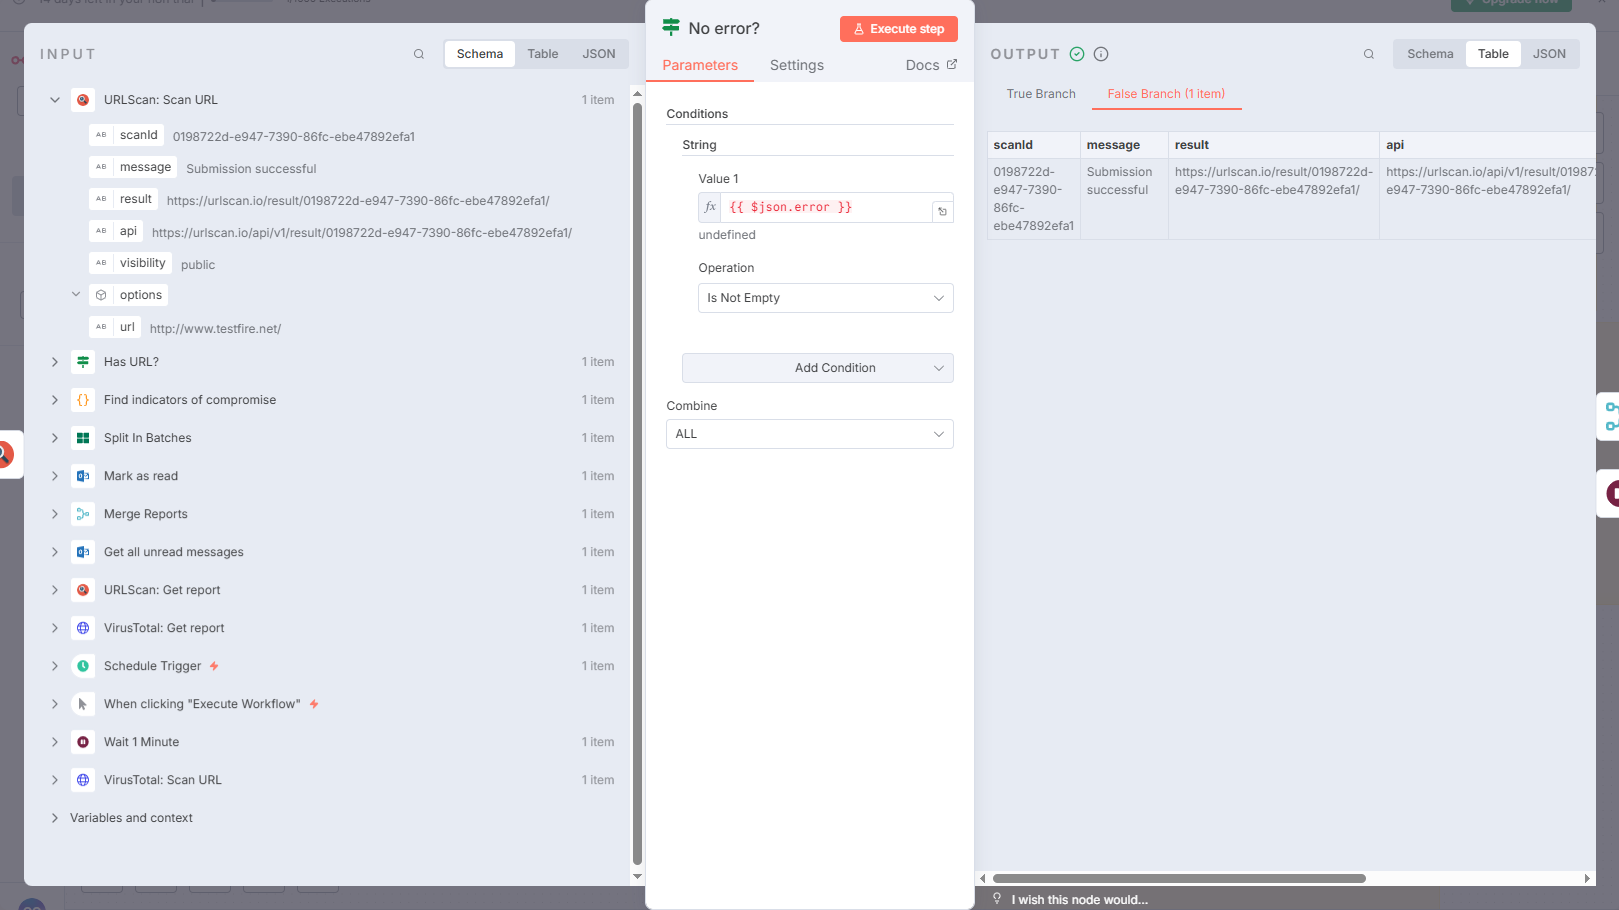 INPUT
Schema
Table
JSON
URLScan: Scan URL
1 item
AB scanId 0198722d-e947-7390-86fc-ebe47892efa1
AB message Submission successful
AB result https://urlscan.io/result/0198722d-e947-7390-86fc-ebe47892efa1/
AB api https://urlscan.io/api/v1/result/0198722d-e947-7390-86fc-ebe47892efa1/
AB visibility public
options
AB url http://www.testfire.net/
Has URL?
1 item
{} Find indicators of compromise
1 item
Split In Batches
1 item
Mark as read
1 item
Merge Reports
1 item
Get all unread messages
1 item
URLScan: Get report
1 item
VirusTotal: Get report
1 item
Schedule Trigger
1 item
When clicking "Execute Workflow"
Wait 1 Minute
1 item
VirusTotal: Scan URL
1 item
Variables and context
No error?
Execute step
Parameters
Settings
Docs
Conditions
String
Value 1
fx {{ $json.error }}
undefined
Operation
Is Not Empty
Add Condition
Combine
ALL
OUTPUT
Schema
Table
JSON
True Branch
False Branch (1 item)
scanId
message
result
api
0198722d-
e947-7390-
86fc-
ebe47892efa1
Submission
successful
https://urlscan.io/result/0198722d-
e947-7390-86fc-ebe47892efa1/
https://urlscan.io/api/v1/result/01987
e947-7390-86fc-ebe47892efa1/
I wish this node would...